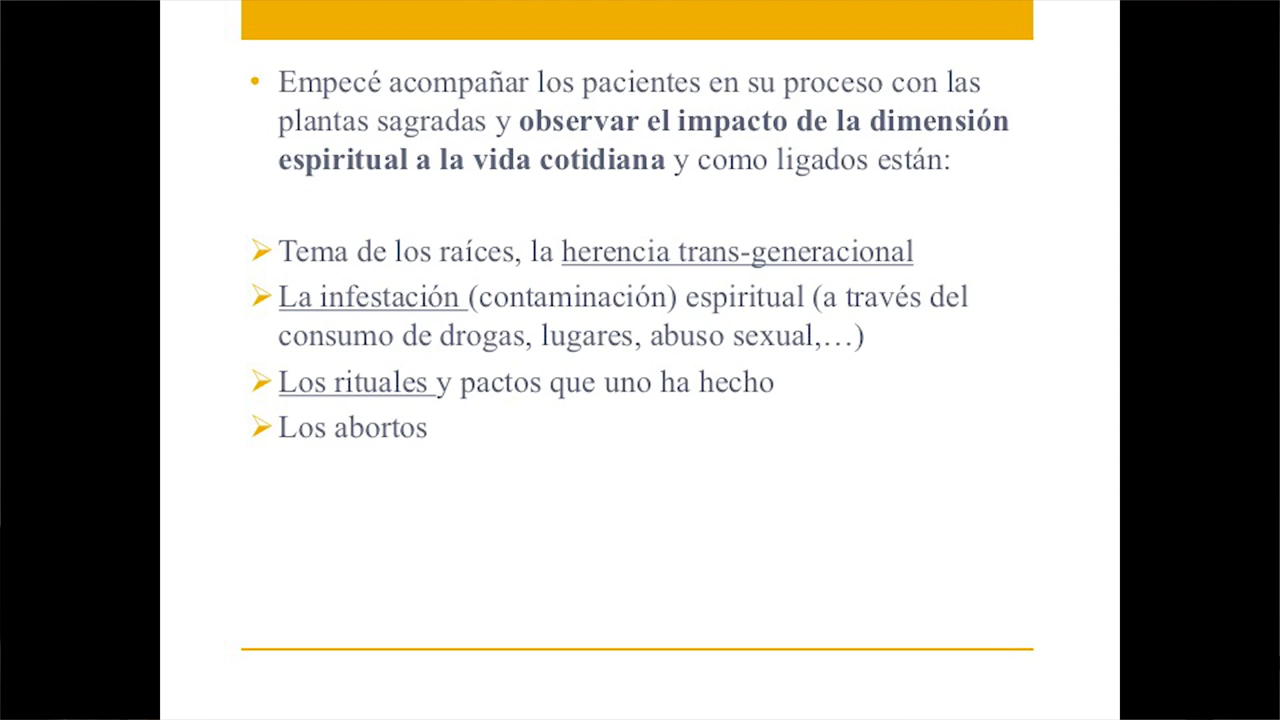 • Empecé acompañar los pacientes en su proceso con las
plantas sagradas y observar el impacto de la dimensión
espiritual a la vida cotidiana y como ligados están:
➢ Tema de los raíces, la herencia trans-generacional
➢ La infestación (contaminación) espiritual (a través del
consumo de drogas, lugares, abuso sexual,…)
➢ Los rituales y pactos que uno ha hecho
➢ Los abortos